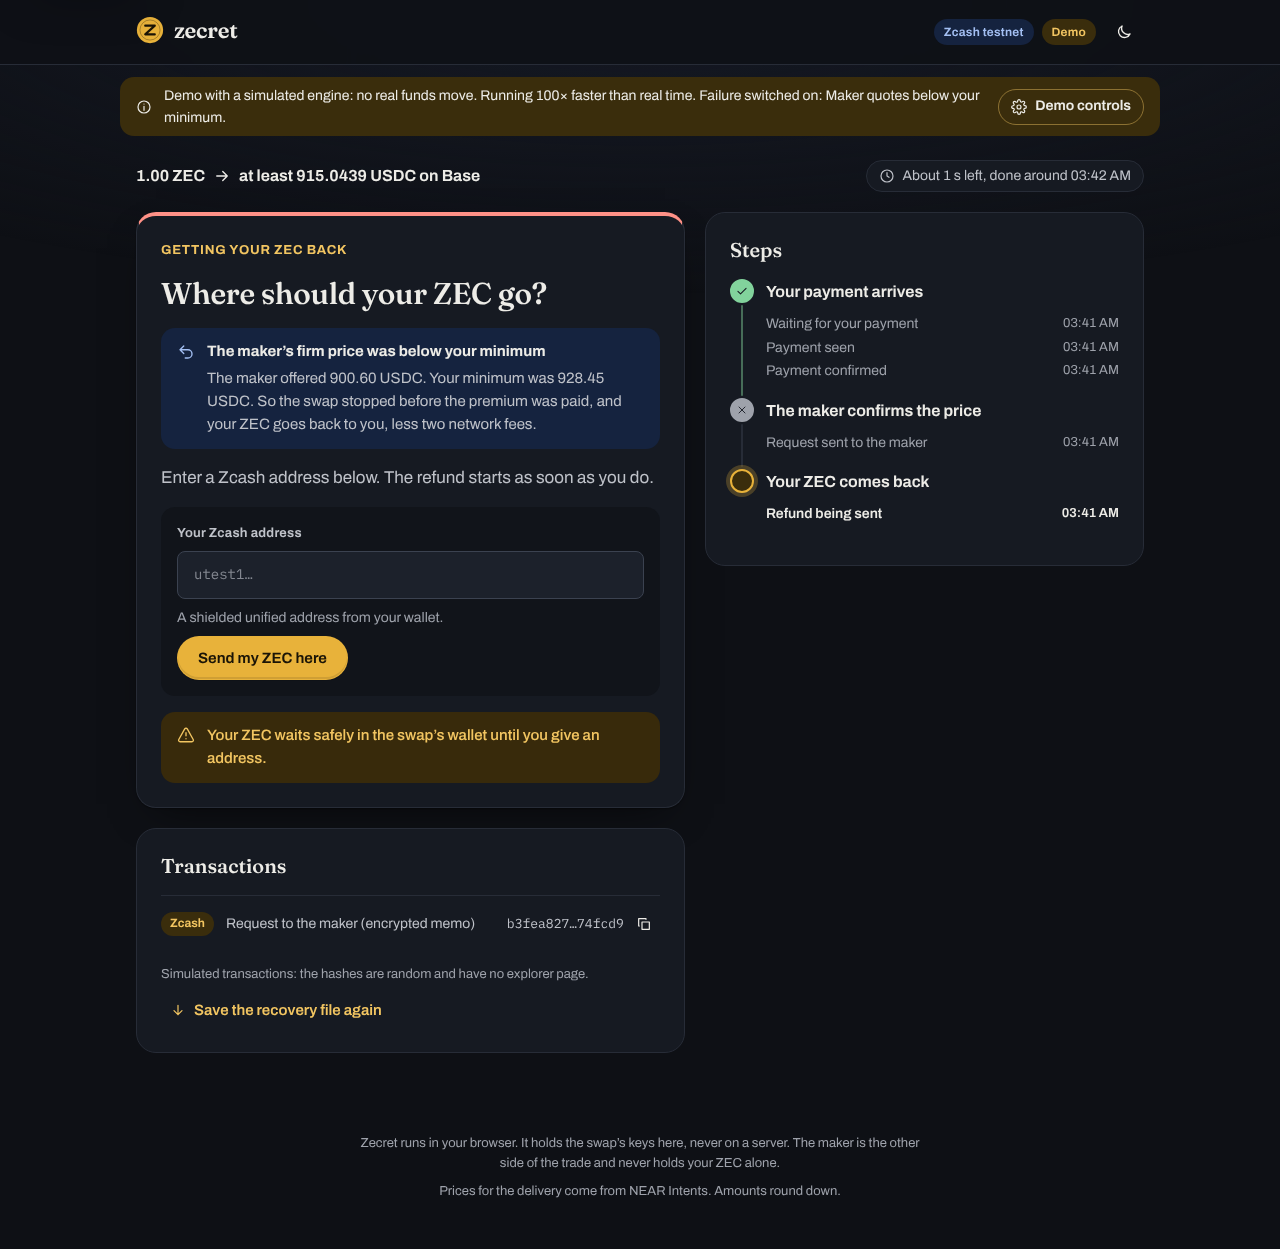 zecret
Zcash testnet
Demo
Demo with a simulated engine: no real funds move. Running 100× faster than real time. Failure switched on: Maker quotes below your
minimum.
Demo controls
1.00 ZEC → at least 915.0439 USDC on Base
About 1 s left, done around 03:42 AM
GETTING YOUR ZEC BACK
Where should your ZEC go?
The maker’s firm price was below your minimum
The maker offered 900.60 USDC. Your minimum was 928.45
USDC. So the swap stopped before the premium was paid, and
your ZEC goes back to you, less two network fees.
Enter a Zcash address below. The refund starts as soon as you do.
Your Zcash address
utest1…
A shielded unified address from your wallet.
Send my ZEC here
Your ZEC waits safely in the swap’s wallet until you give an
address.
Steps
Your payment arrives
Waiting for your payment 03:41 AM
Payment seen 03:41 AM
Payment confirmed 03:41 AM
The maker confirms the price
Request sent to the maker 03:41 AM
Your ZEC comes back
Refund being sent 03:41 AM
Transactions
Zcash Request to the maker (encrypted memo) b3fea827…74fcd9
Simulated transactions: the hashes are random and have no explorer page.
Save the recovery file again
Zecret runs in your browser. It holds the swap’s keys here, never on a server. The maker is the other
side of the trade and never holds your ZEC alone.
Prices for the delivery come from NEAR Intents. Amounts round down.